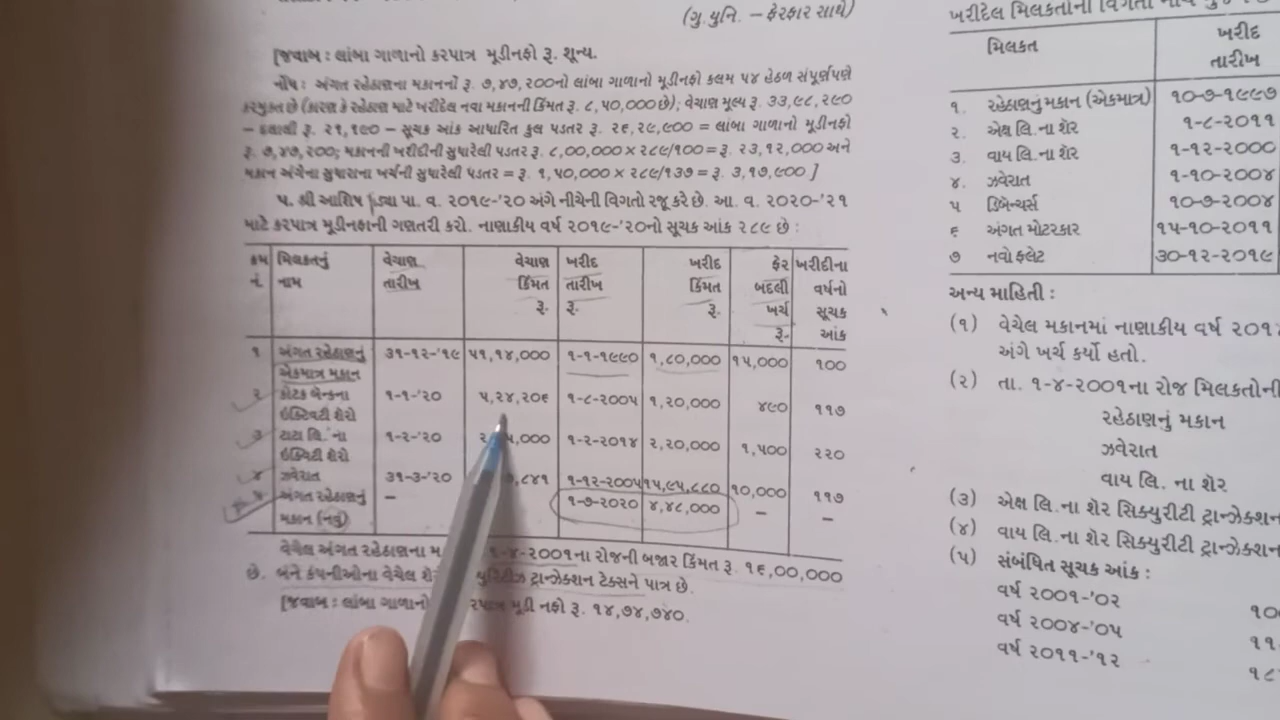 (ગુ.યુનિ. – ફેરફાર સાથે)
[જવાબ : લાંબા ગાળાનો કરપાત્ર મૂડીનફો રૂ. શૂન્ય.
નોંધ : અંગત રહેઠાણના મકાનનો રૂ. ૭,૪૭,૨૦૦નો લાંબા ગાળાનો મૂડીનફો કલમ ૫૪ હેઠળ સંપૂર્ણપણે
કરમુક્ત છે (કારણ કે રહેઠાણ માટે ખરીદેલ નવા મકાનની કિંમત રૂ. ૮,૫૦,૦૦૦ છે); વેચાણ મૂલ્ય રૂ. ૩૩,૯૮,૨૯૦
– દલાલી રૂ. ૨૧,૧૯૦ – સૂચક આંક આધારિત કુલ પડતર રૂ. ૨૬,૨૯,૯૦૦ = લાંબા ગાળાનો મૂડીનફો
રૂ. ૭,૪૭,૨૦૦; મકાનની ખરીદીની સુધારેલી પડતર રૂ. ૮,૦૦,૦૦૦ × ૨૮૯/૧૦૦ = રૂ. ૨૩,૧૨,૦૦૦ અને
મકાન અંગેના સુધારાના ખર્ચની સુધારેલી પડતર = રૂ. ૧,૫૦,૦૦૦ × ૨૮૯/૧૩૭ = રૂ. ૩,૧૭,૯૦૦ ]
૫. શ્રી આશિષ પા. વ. ૨૦૧૯-'૨૦ અંગે નીચેની વિગતો રજૂ કરે છે. આ. વ. ૨૦૨૦-'૨૧
માટે કરપાત્ર મૂડીનફાની ગણતરી કરો. નાણાકીય વર્ષ ૨૦૧૯-'૨૦નો સૂચક આંક ૨૮૯ છે :
ક્રમ મિલકતનું વેચાણ વેચાણ ખરીદ ખરીદ ફેર ખરીદીના
નં. નામ તારીખ કિંમત તારીખ કિંમત બદલી વર્ષનો
રૂ. રૂ. રૂ. ખર્ચ સૂચક
રૂ. આંક
૧ અંગત રહેઠાણનું ૩૧-૧૨-'૧૯ ૫૧,૧૪,૦૦૦ ૧-૧-૧૯૯૦ ૧,૮૦,૦૦૦ ૧૫,૦૦૦ ૧૦૦
એકમાત્ર મકાન
૨ કોટક બેન્કના ૧-૧-'૨૦ ૫,૨૪,૨૦૬ ૧-૮-૨૦૦૫ ૧,૨૦,૦૦૦ ૪૯૦ ૧૧૭
ઇક્વિટી શેરો
૩ ટાટા લિ.ના ૧-૨-'૨૦ ૧-૨-૨૦૧૪ ૨,૨૦,૦૦૦ ૧,૫૦૦ ૨૨૦
ઇક્વિટી શેરો
૪ ઝવેરાત ૩૧-૩-'૨૦ ૧-૧૨-૨૦૦૫ ૧૫,૯૫,૮૮૦ ૧૦,૦૦૦ ૧૧૭
૫ અંગત રહેઠાણનું – ૧-૭-૨૦૨૦ ૪,૪૮,૦૦૦ – –
મકાન (નવું)
વેચેલ અંગત રહેઠાણના ૧-૪-૨૦૦૧ના રોજની બજાર કિંમત રૂ. ૧૬,૦૦,૦૦૦
છે. બંને કંપનીઓના વેચેલ ટ્રાન્ઝેક્શન ટેક્સને પાત્ર છે.
[જવાબ : લાંબા ગાળાનો મૂડી નફો રૂ. ૧૪,૭૪,૭૪૦.
ખરીદેલ મિલકતોની વિગતો
મિલકત ખરીદ
તારીખ
૧. રહેઠાણનું મકાન (એકમાત્ર) ૧૦-૭-૧૯૯૭
૨. એક્ષ લિ.ના શૅર ૧-૮-૨૦૧૧
૩. વાય લિ.ના શૅર ૧-૧૨-૨૦૦૦
૪. ઝવેરાત ૧-૧૦-૨૦૦૪
૫ ડિબેન્ચર્સ ૧૦-૭-૨૦૦૪
૬ અંગત મોટરકાર ૧૫-૧૦-૨૦૧૧
૭ નવો ફ્લેટ ૩૦-૧૨-૨૦૧૯
અન્ય માહિતી :
(૧) વેચેલ મકાનમાં નાણાકીય વર્ષ
અંગે ખર્ચ કર્યો હતો.
(૨) તા. ૧-૪-૨૦૦૧ના રોજ મિલકતોની
રહેઠાણનું મકાન
ઝવેરાત
વાય લિ. ના શૅર
(૩) એક્ષ લિ.ના શૅર સિક્યુરીટી ટ્રાન્ઝેક્શન
(૪) વાય લિ.ના શૅર સિક્યુરીટી ટ્રાન્ઝેક્શન
(૫) સંબંધિત સૂચક આંક :
વર્ષ ૨૦૦૧-'૦૨
વર્ષ ૨૦૦૪-'૦૫
વર્ષ ૨૦૧૧-'૧૨